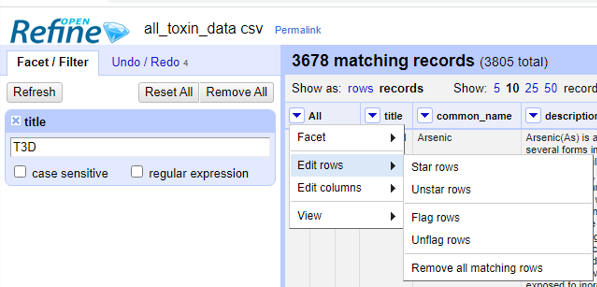 OPEN
Refine
all_toxin_data csv Permalink
Facet / Filter Undo / Redo 4
Refresh Reset All Remove All
title
T3D
case sensitive regular expression
3678 matching records (3805 total)
Show as: rows records Show: 5 10 25 50 record
All title common_name description
Facet
Edit rows
Edit columns
View
Star rows
Unstar rows
Flag rows
Unflag rows
Remove all matching rows
Arsenic
Arsenic(As) is a
several forms in
exposed to inor